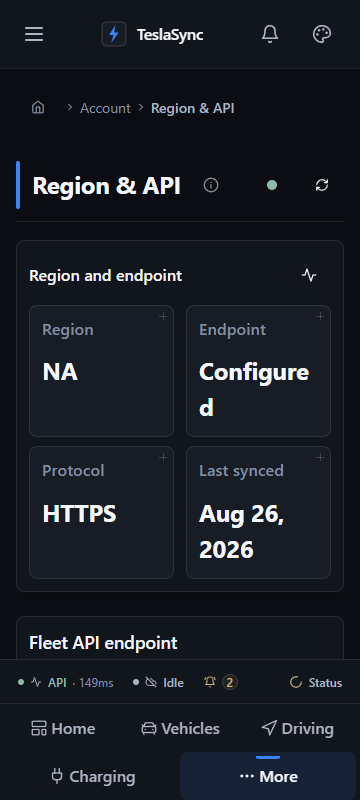 TeslaSync
Account
Region & API
Region & API
Region and endpoint
Region
NA
Endpoint
Configure
d
Protocol
HTTPS
Last synced
Aug 26,
2026
Fleet API endpoint
API · 149ms
Idle
2
Status
Home
Vehicles
Driving
Charging
More